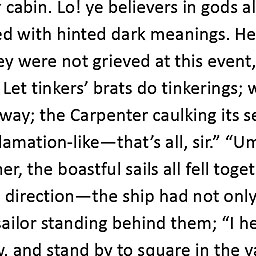 cabin. Lo! ye believers in gods al
ed with hinted dark meanings. He
ey were not grieved at this event,
Let tinkers’ brats do tinkerings; w
way; the Carpenter caulking its se
lamation-like—that’s all, sir.” “Um
her, the boastful sails all fell toget
direction—the ship had not only
sailor standing behind them; “I he
y, and stand by to square in the ya